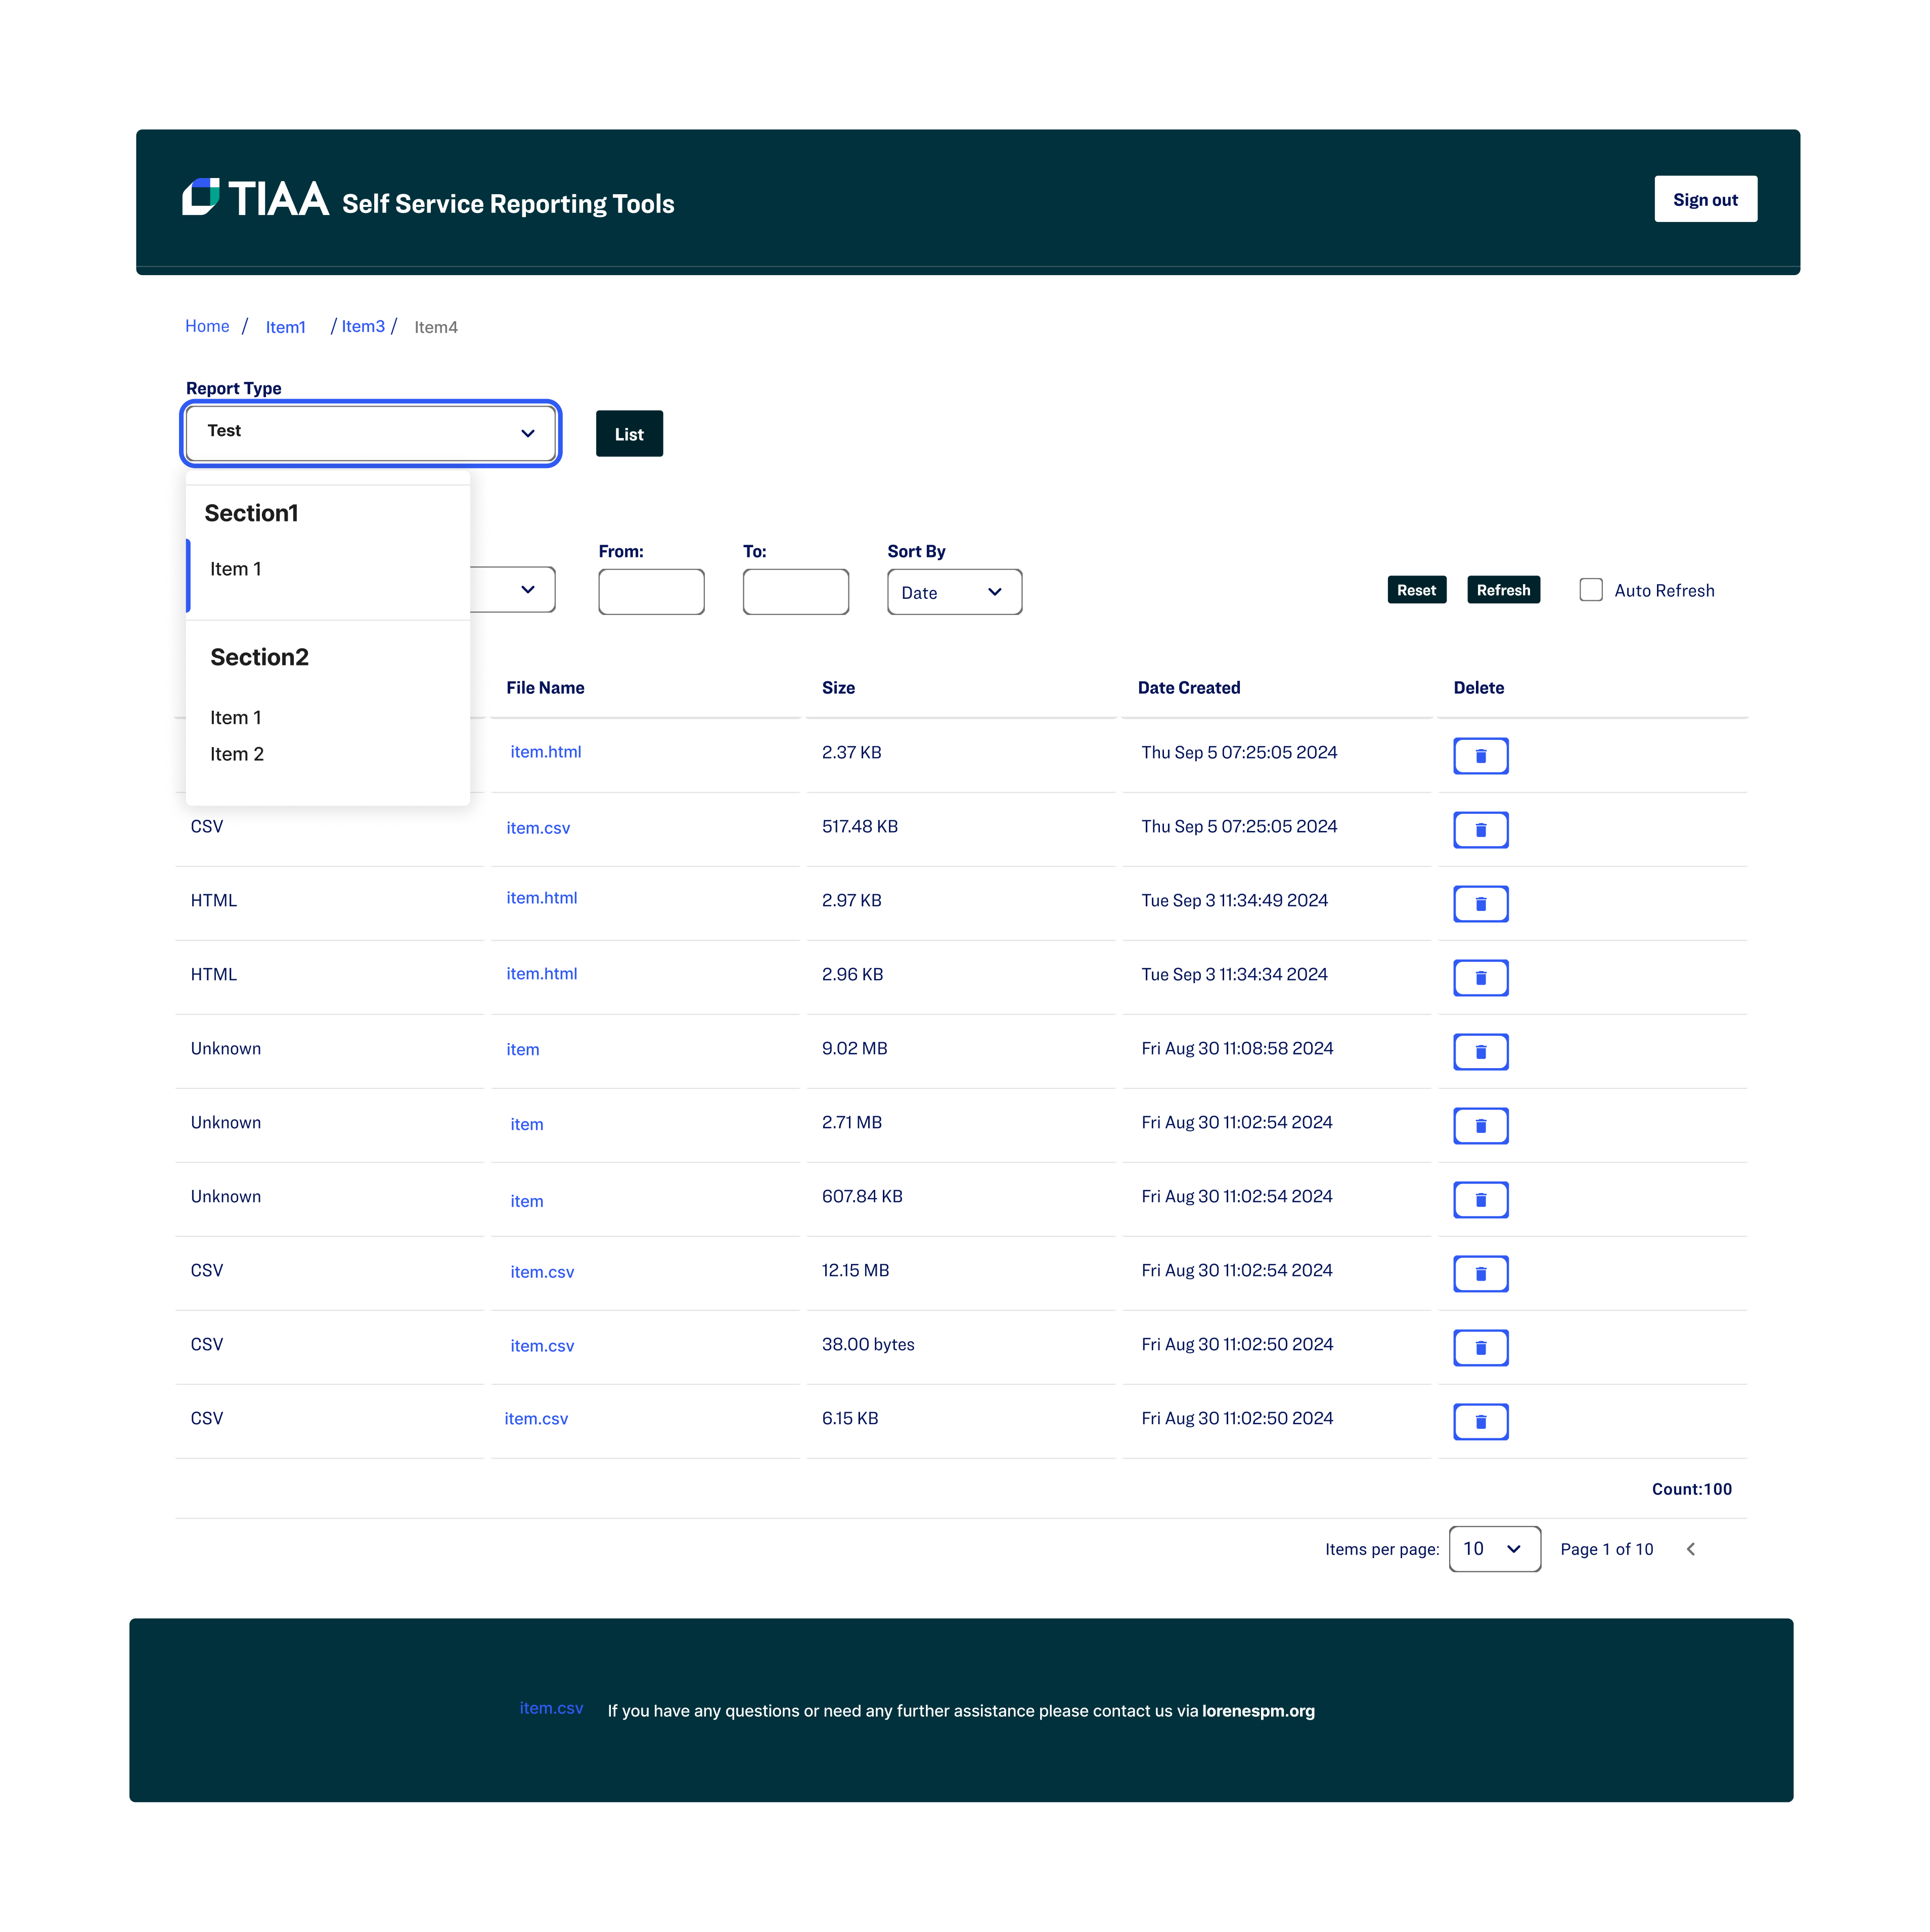 TIAA Self Service Reporting Tools
Sign out
Home / Item1 / Item3 / Item4
Report Type
Test
List
Section1
Item 1
Section2
Item 1
Item 2
From:
To:
Sort By
Date
Reset
Refresh
Auto Refresh
File Name Size Date Created Delete
item.html 2.37 KB Thu Sep 5 07:25:05 2024
CSV item.csv 517.48 KB Thu Sep 5 07:25:05 2024
HTML item.html 2.97 KB Tue Sep 3 11:34:49 2024
HTML item.html 2.96 KB Tue Sep 3 11:34:34 2024
Unknown item 9.02 MB Fri Aug 30 11:08:58 2024
Unknown item 2.71 MB Fri Aug 30 11:02:54 2024
Unknown item 607.84 KB Fri Aug 30 11:02:54 2024
CSV item.csv 12.15 MB Fri Aug 30 11:02:54 2024
CSV item.csv 38.00 bytes Fri Aug 30 11:02:50 2024
CSV item.csv 6.15 KB Fri Aug 30 11:02:50 2024
Count:100
Items per page: 10 Page 1 of 10
item.csv If you have any questions or need any further assistance please contact us via lorenespm.org